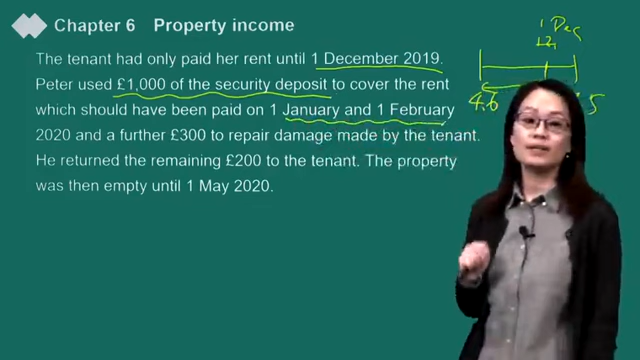 Chapter 6 Property income
The tenant had only paid her rent until 1 December 2019.
Peter used £1,000 of the security deposit to cover the rent
which should have been paid on 1 January and 1 February
2020 and a further £300 to repair damage made by the tenant.
He returned the remaining £200 to the tenant. The property
was then empty until 1 May 2020.
1 Dec
4.6
5